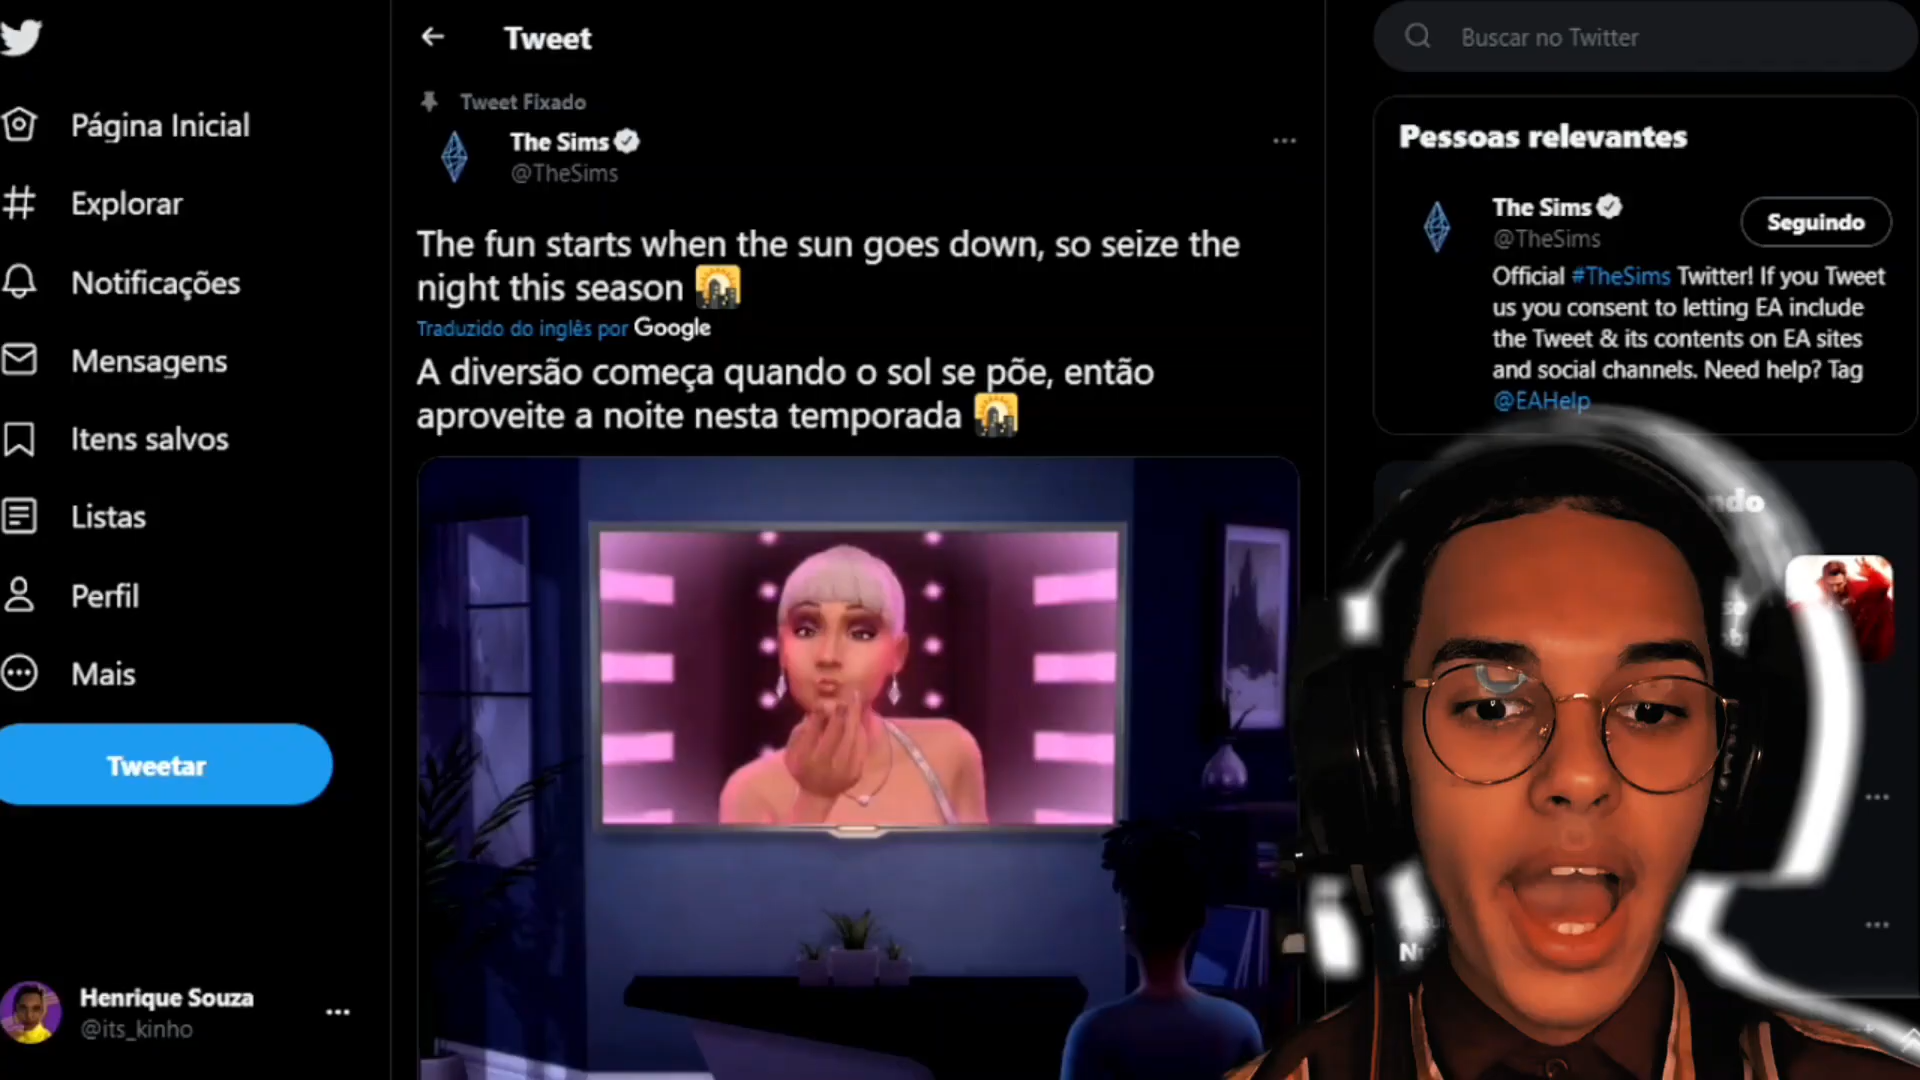 Página Inicial
Explorar
Notificações
Mensagens
Itens salvos
Listas
Perfil
Mais
Tweetar
Henrique Souza
@its_kinho
Tweet
Tweet Fixado
The Sims
@TheSims
The fun starts when the sun goes down, so seize the
night this season
Traduzido do inglês por Google
A diversão começa quando o sol se põe, então
aproveite a noite nesta temporada
Buscar no Twitter
Pessoas relevantes
The Sims
@TheSims
Seguindo
Official #TheSims Twitter! If you Tweet
us you consent to letting EA include
the Tweet & its contents on EA sites
and social channels. Need help? Tag
@EAHelp